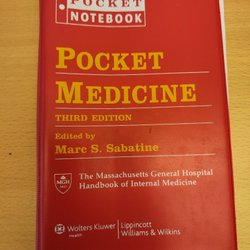 POCKET
NOTEBOOK
POCKET
MEDICINE
THIRD EDITION
Edited by
Marc S. Sabatine
MGH
1811
The Massachusetts General Hospital
Handbook of Internal Medicine
Wolters Kluwer
Health
Lippincott
Williams & Wilkins